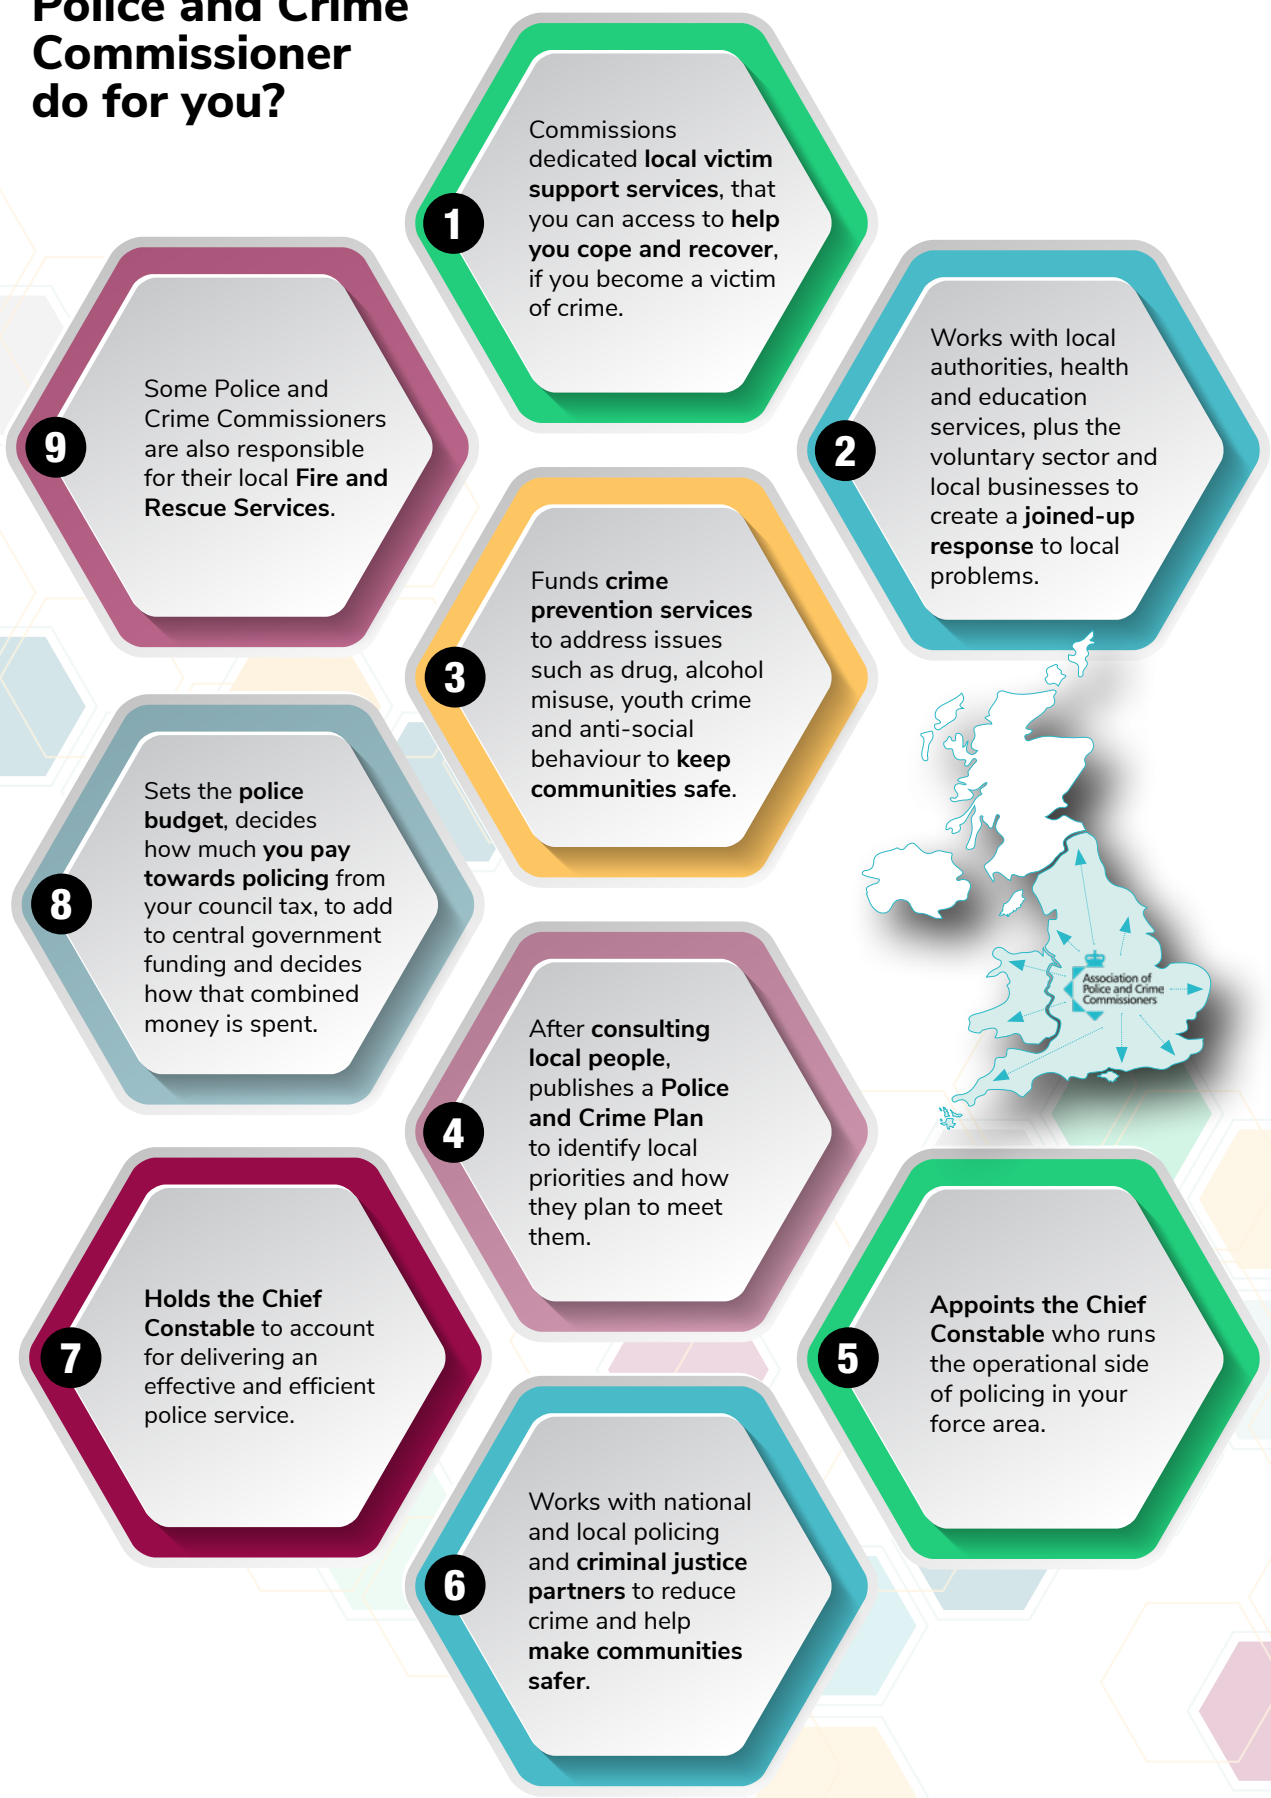 Police and Crime
Commissioner
do for you?
1
Commissions
dedicated local victim
support services, that
you can access to help
you cope and recover,
if you become a victim
of crime.
2
Works with local
authorities, health
and education
services, plus the
voluntary sector and
local businesses to
create a joined-up
response to local
problems.
3
Funds crime
prevention services
to address issues
such as drug, alcohol
misuse, youth crime
and anti-social
behaviour to keep
communities safe.
Association of
Police and Crime
Commissioners
4
After consulting
local people,
publishes a Police
and Crime Plan
to identify local
priorities and how
they plan to meet
them.
5
Appoints the Chief
Constable who runs
the operational side
of policing in your
force area.
6
Works with national
and local policing
and criminal justice
partners to reduce
crime and help
make communities
safer.
7
Holds the Chief
Constable to account
for delivering an
effective and efficient
police service.
8
Sets the police
budget, decides
how much you pay
towards policing from
your council tax, to add
to central government
funding and decides
how that combined
money is spent.
9
Some Police and
Crime Commissioners
are also responsible
for their local Fire and
Rescue Services.